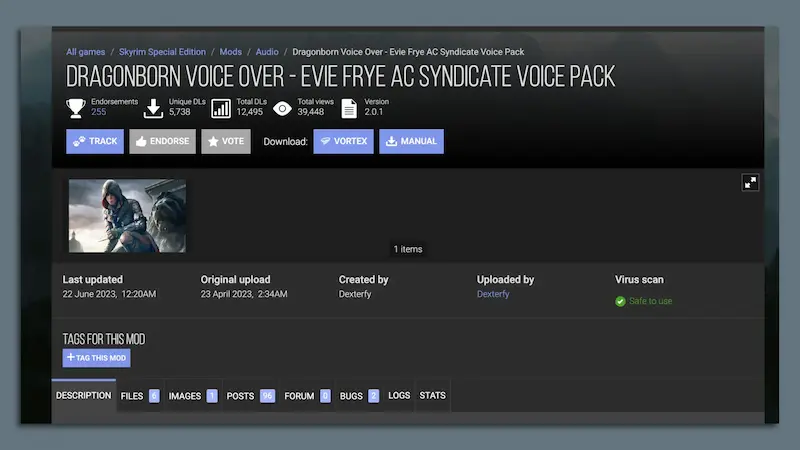 All games / Skyrim Special Edition / Mods / Audio / Dragonborn Voice Over - Evie Frye AC Syndicate Voice Pack
DRAGONBORN VOICE OVER - EVIE FRYE AC SYNDICATE VOICE PACK
Endorsements Unique DLs Total DLs Total views Version
255 5,738 12,495 39,448 2.0.1
TRACK ENDORSE VOTE Download: VORTEX MANUAL
1 items
Last updated Original upload Created by Uploaded by Virus scan
22 June 2023, 12:20AM 23 April 2023, 2:34AM Dexterfy Dexterfy Safe to use
TAGS FOR THIS MOD
+ TAG THIS MOD
DESCRIPTION FILES 6 IMAGES 1 POSTS 96 FORUM 0 BUGS 2 LOGS STATS